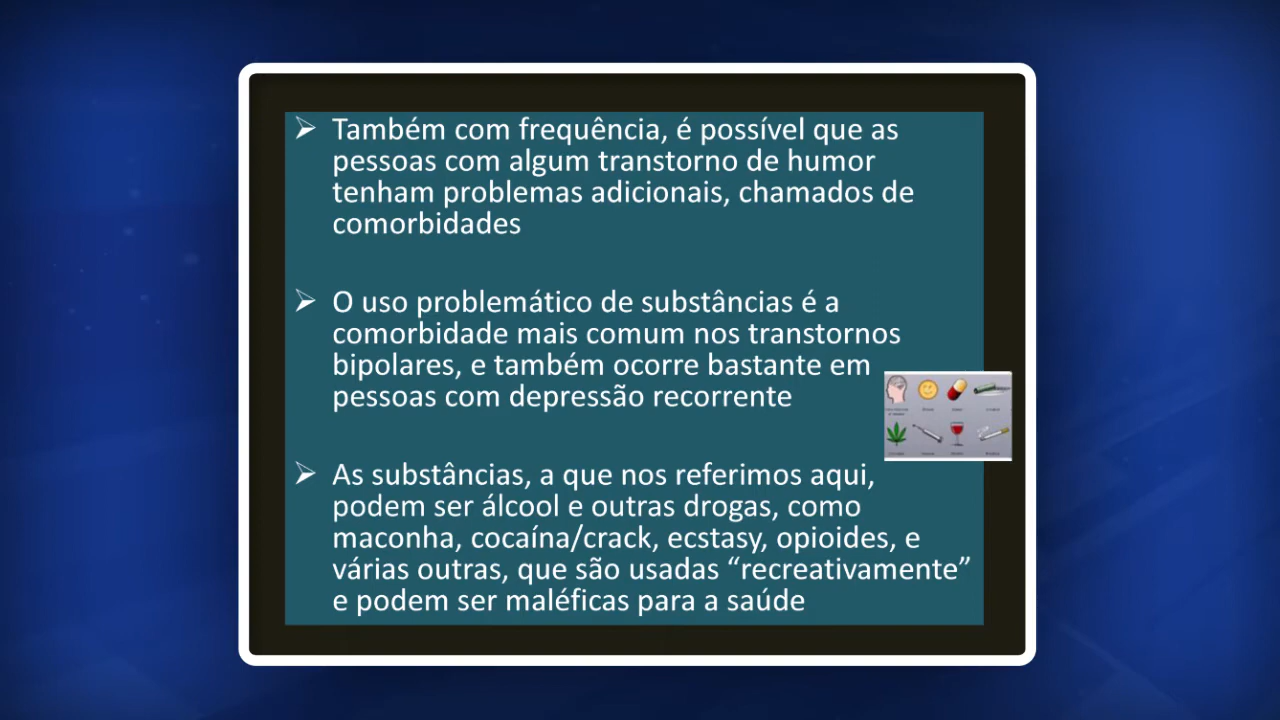 ➢ Também com frequência, é possível que as
pessoas com algum transtorno de humor
tenham problemas adicionais, chamados de
comorbidades
➢ O uso problemático de substâncias é a
comorbidade mais comum nos transtornos
bipolares, e também ocorre bastante em
pessoas com depressão recorrente
➢ As substâncias, a que nos referimos aqui,
podem ser álcool e outras drogas, como
maconha, cocaína/crack, ecstasy, opioides, e
várias outras, que são usadas “recreativamente”
e podem ser maléficas para a saúde